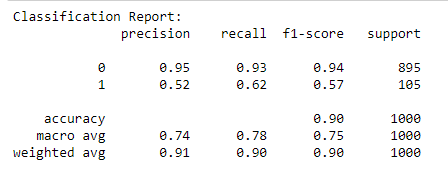 Classification Report:
precision recall f1-score support
0 0.95 0.93 0.94 895
1 0.52 0.62 0.57 105
accuracy 0.90 1000
macro avg 0.74 0.78 0.75 1000
weighted avg 0.91 0.90 0.90 1000